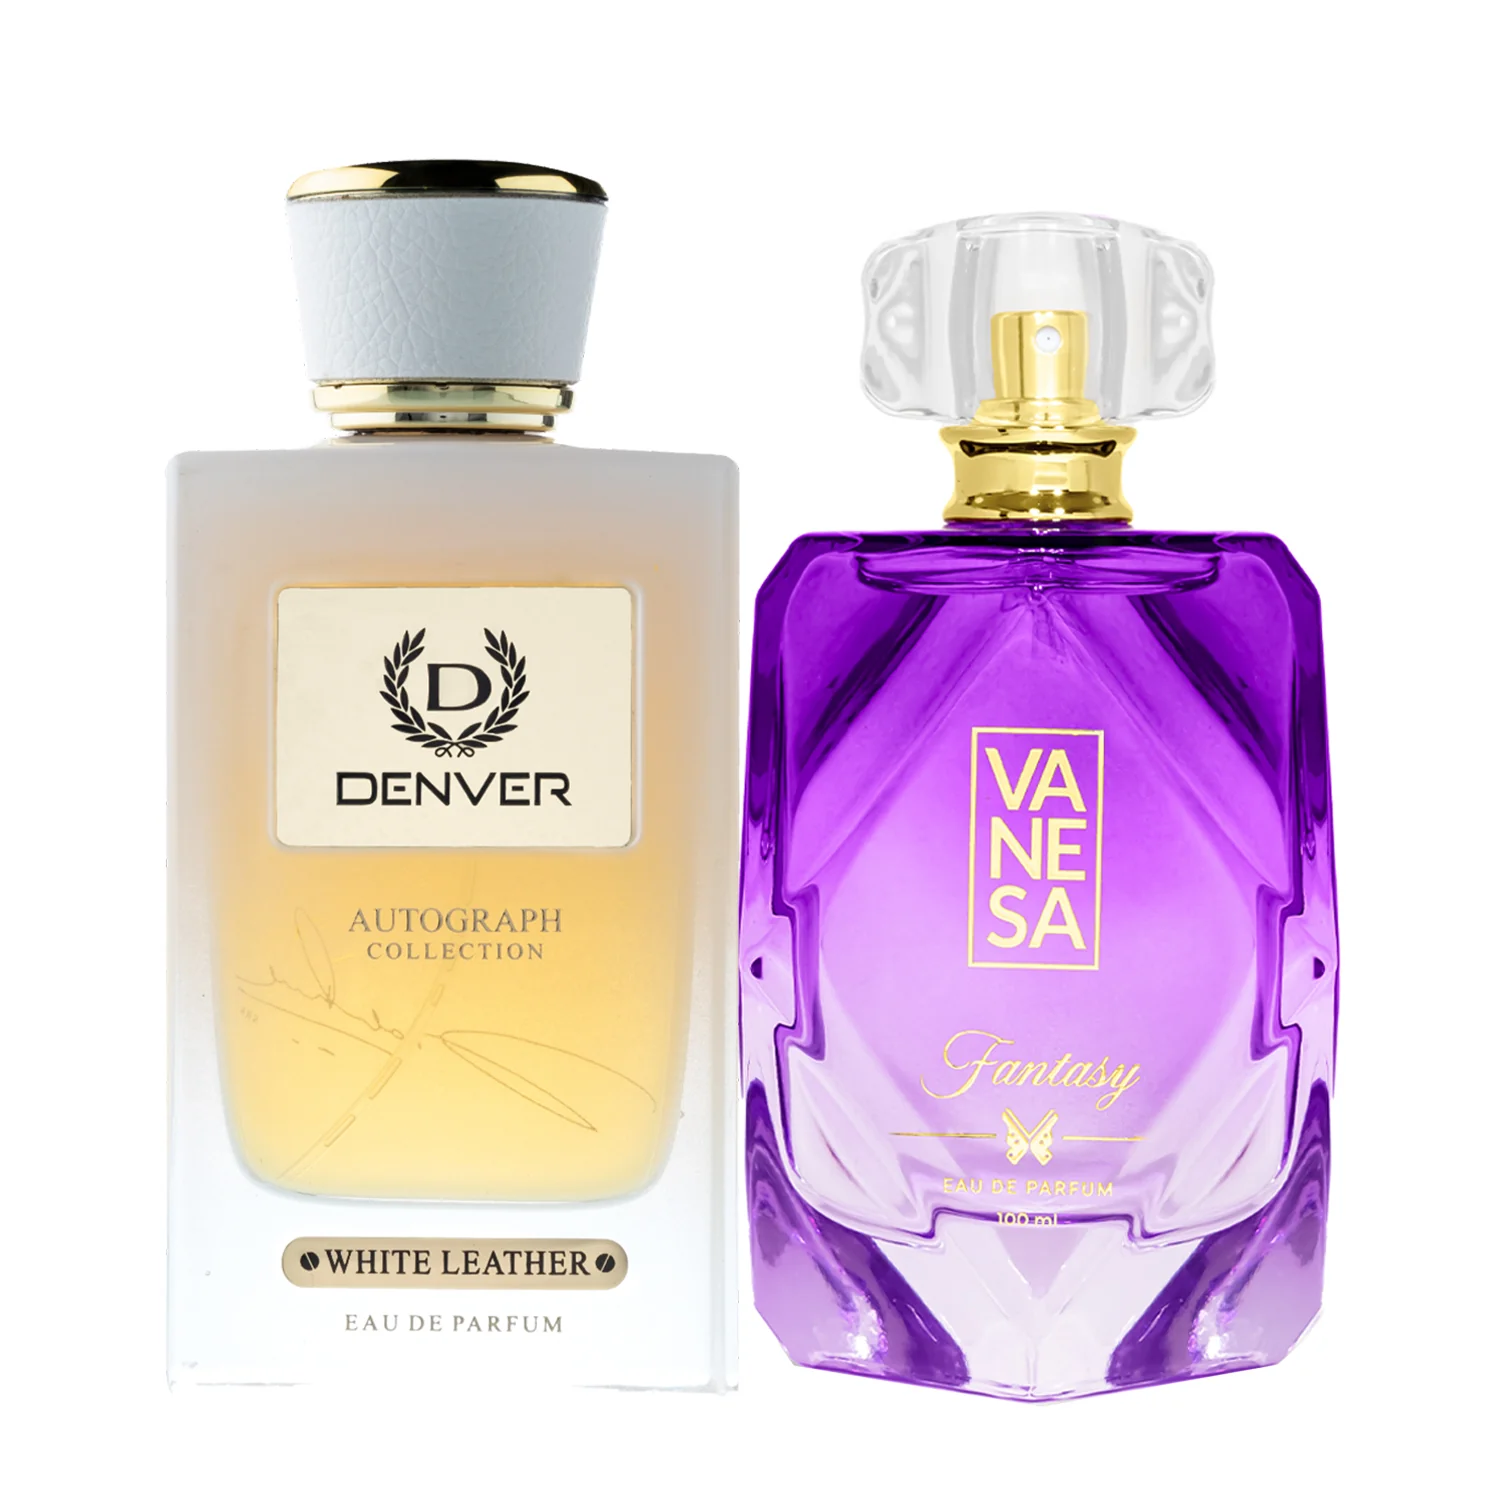 D
DENVER
AUTOGRAPH
COLLECTION
WHITE LEATHER
EAU DE PARFUM
VA
NE
SA
Fantasy
EAU DE PARFUM
100 ml